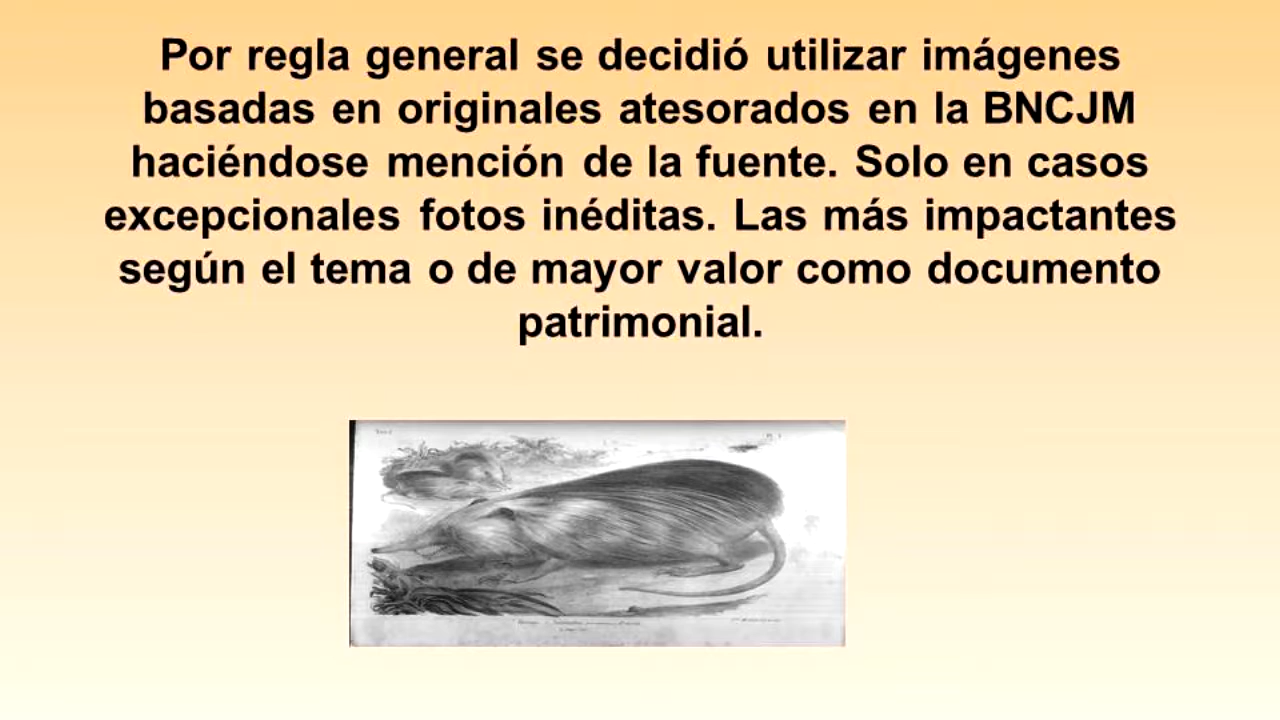 Por regla general se decidió utilizar imágenes
basadas en originales atesorados en la BNCJM
haciéndose mención de la fuente. Solo en casos
excepcionales fotos inéditas. Las más impactantes
según el tema o de mayor valor como documento
patrimonial.